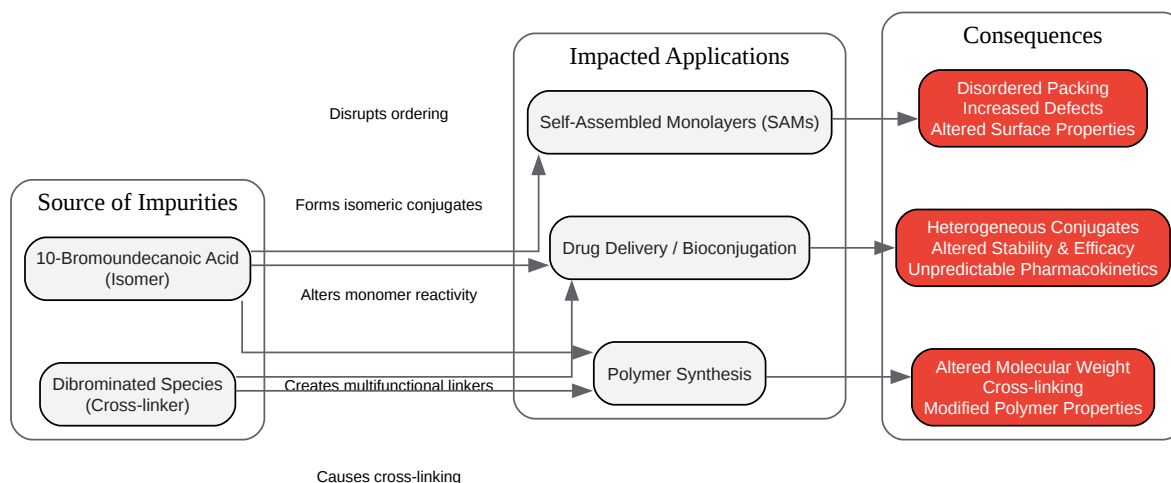 Source of Impurities
10-Bromoundecanoic Acid
(Isomer)
Dibrominated Species
(Cross-linker)
Disrupts ordering
Forms isomeric conjugates
Alters monomer reactivity
Creates multifunctional linkers
Causes cross-linking
Impacted Applications
Self-Assembled Monolayers (SAMs)
Drug Delivery / Bioconjugation
Polymer Synthesis
Consequences
Disordered Packing
Increased Defects
Altered Surface Properties
Heterogeneous Conjugates
Altered Stability & Efficacy
Unpredictable Pharmacokinetics
Altered Molecular Weight
Cross-linking
Modified Polymer Properties